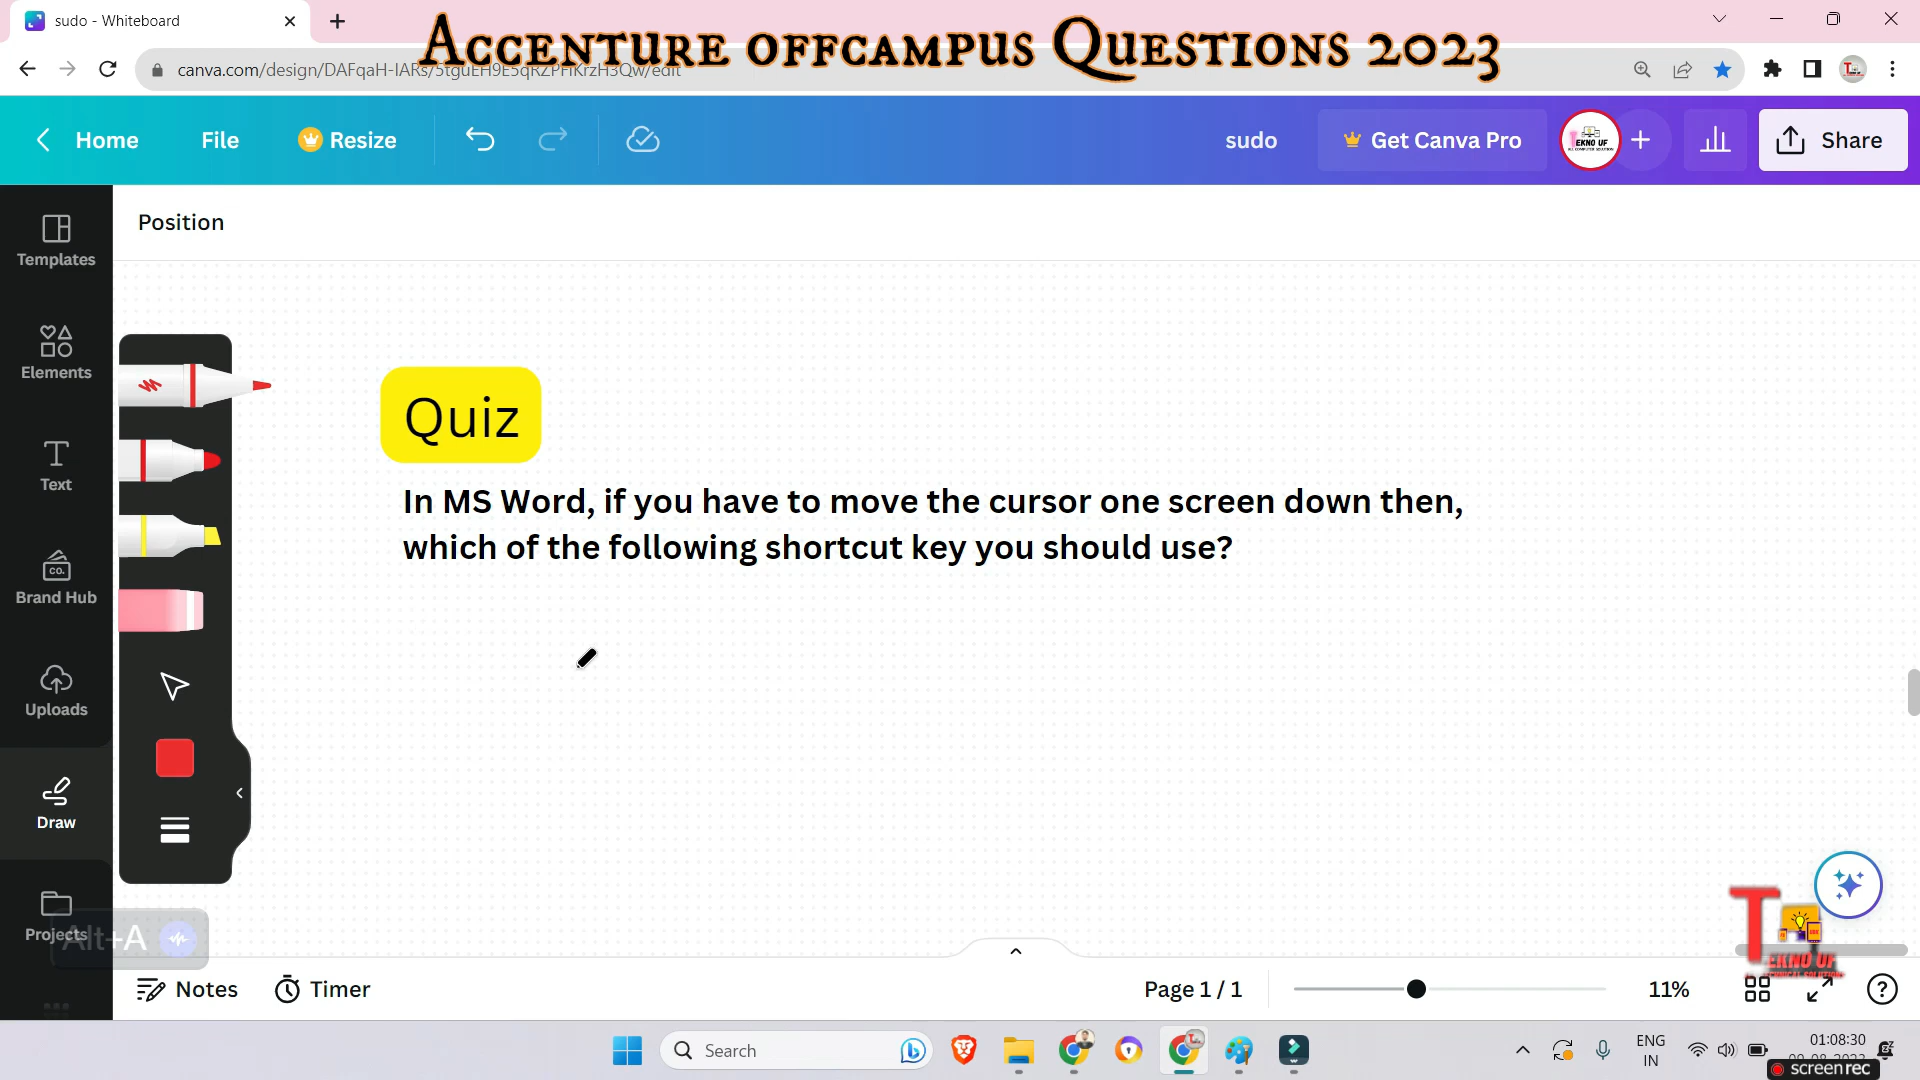 sudo - Whiteboard
Accenture offcampus Questions 2023
canva.com/design/DAFqaH-IARs/5tguEH9E5qRZPFiKrzH3Qw/edit
Home
File
Resize
sudo
Get Canva Pro
Share
Position
Templates
Elements
Text
Brand Hub
Uploads
Draw
Projects
Quiz
In MS Word, if you have to move the cursor one screen down then,
which of the following shortcut key you should use?
Alt+A
Notes
Timer
Page 1 / 1
11%
Search
ENG
IN
01:08:30
screenrec